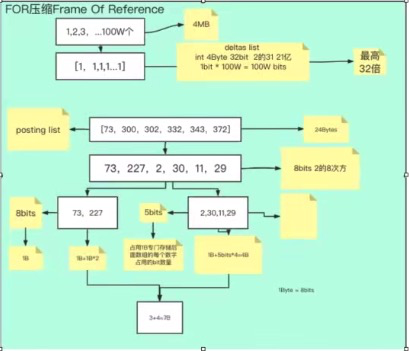 FOR压缩Frame Of Reference
1,2,3，...100W个
4MB
[1，1,1,1...1]
deltas list
int 4Byte 32bit 2的31 21亿
1bit * 100W = 100W bits
最高
32倍
posting list
[73, 300, 302, 332, 343, 372]
24Bytes
73, 227, 2, 30, 11, 29
8bits 2的8次方
8bits
73，227
5bits
2,30,11,29
1B
1B+1B*2
占用1B专门存储后
面数组的每个数字
占用的bit数量
1B+5bits*4=4B
1Byte = 8bits
3+4=7B